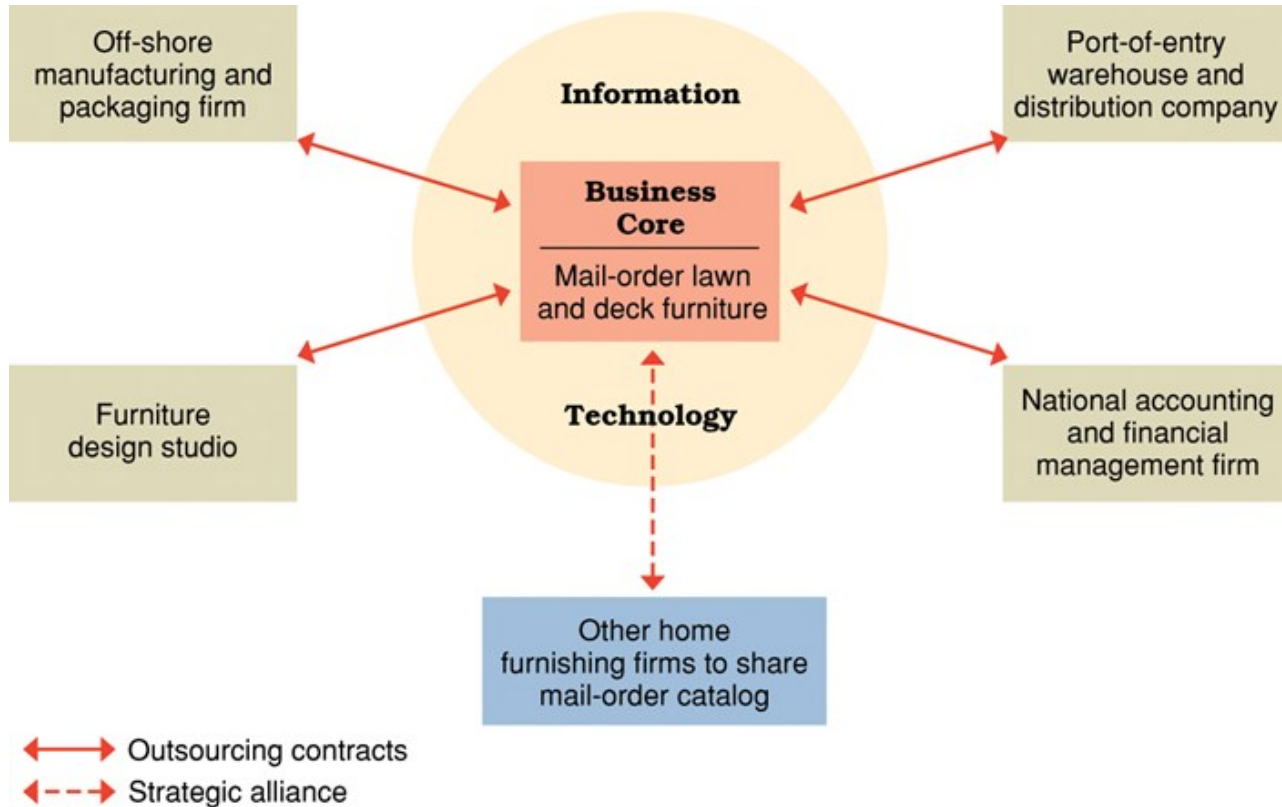 Off-shore
manufacturing and
packaging firm
Port-of-entry
warehouse and
distribution company
Information
Business
Core
Mail-order lawn
and deck furniture
Technology
Furniture
design studio
National accounting
and financial
management firm
Other home
furnishing firms to share
mail-order catalog
Outsourcing contracts
Strategic alliance